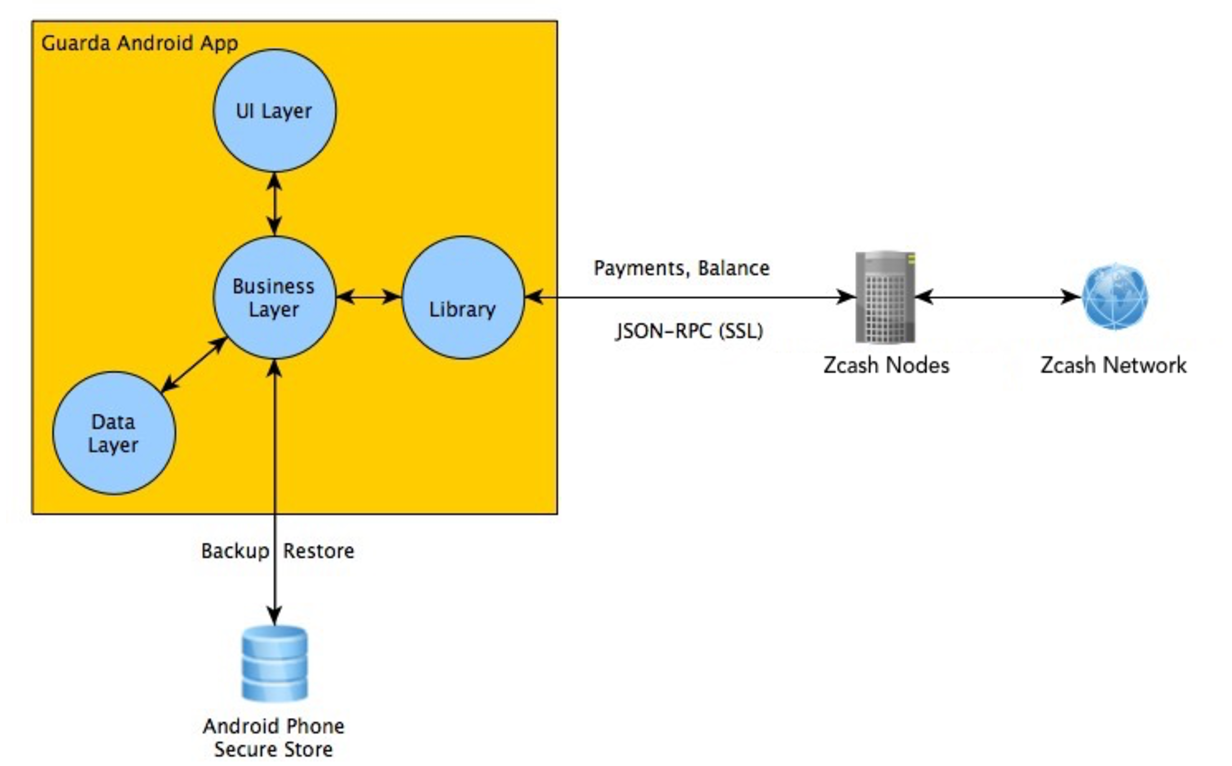 Guarda Android App
UI Layer
Business
Layer
Library
Payments, Balance
JSON-RPC (SSL)
Zcash Nodes
Zcash Network
Data
Layer
Backup Restore
Android Phone
Secure Store